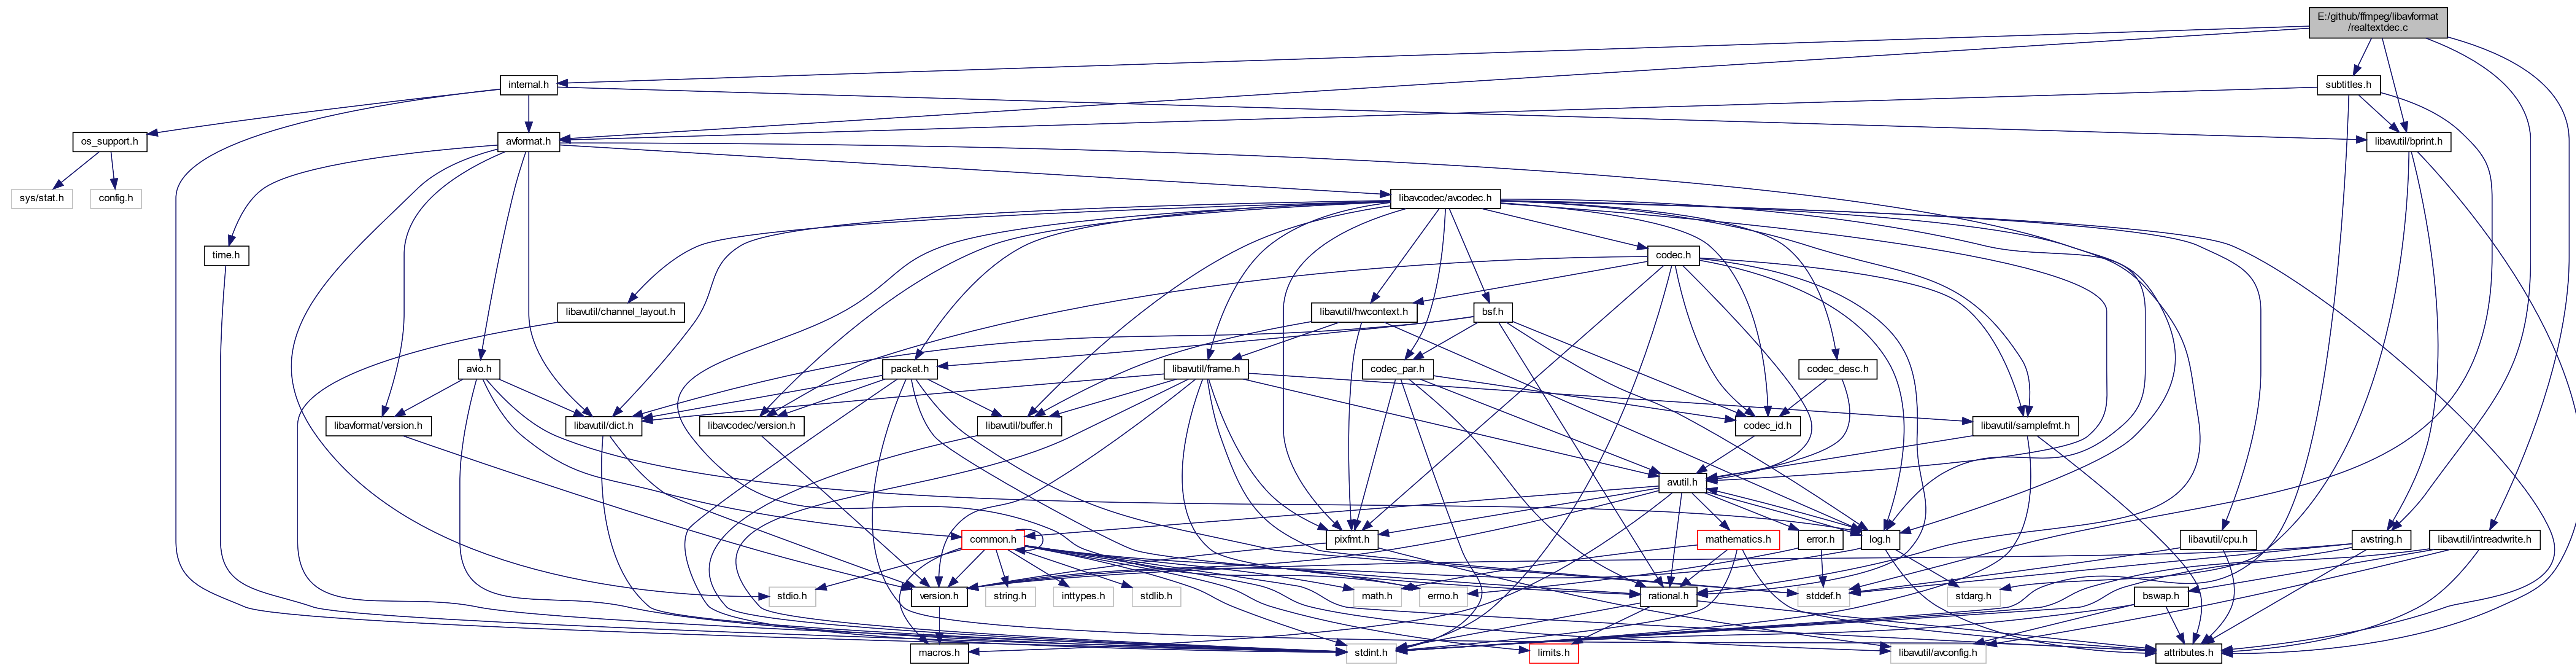 E:/github/ffmpeg/libavformat
/realtextdec.c
internal.h
subtitles.h
os_support.h
avformat.h
libavutil/bprint.h
sys/stat.h
config.h
libavcodec/avcodec.h
time.h
codec.h
libavutil/channel_layout.h
libavutil/hwcontext.h
bsf.h
avio.h
packet.h
libavutil/frame.h
codec_par.h
codec_desc.h
libavformat/version.h
libavutil/dict.h
libavcodec/version.h
libavutil/buffer.h
codec_id.h
libavutil/samplefmt.h
avutil.h
common.h
pixfmt.h
mathematics.h
error.h
log.h
libavutil/cpu.h
avstring.h
libavutil/intreadwrite.h
stdio.h
version.h
string.h
inttypes.h
stdlib.h
math.h
errno.h
rational.h
stddef.h
stdarg.h
bswap.h
macros.h
stdint.h
limits.h
libavutil/avconfig.h
attributes.h